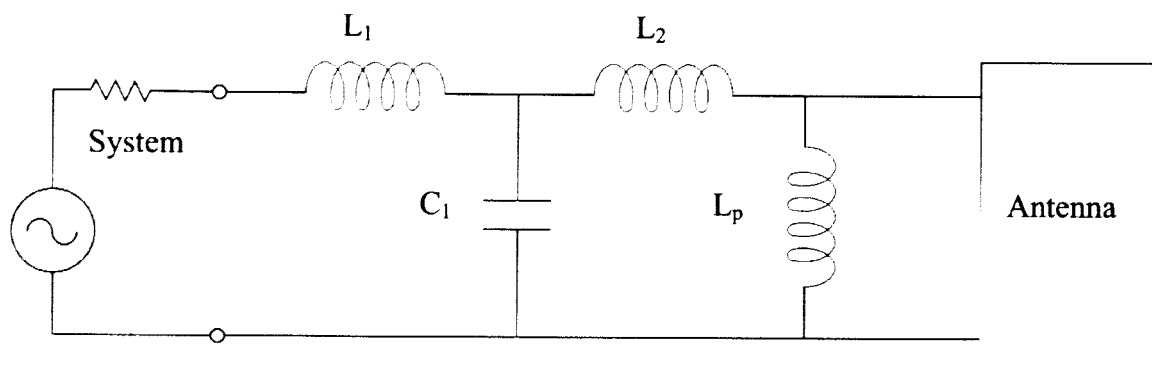 L₁
L₂
System
C₁
Lₚ
Antenna